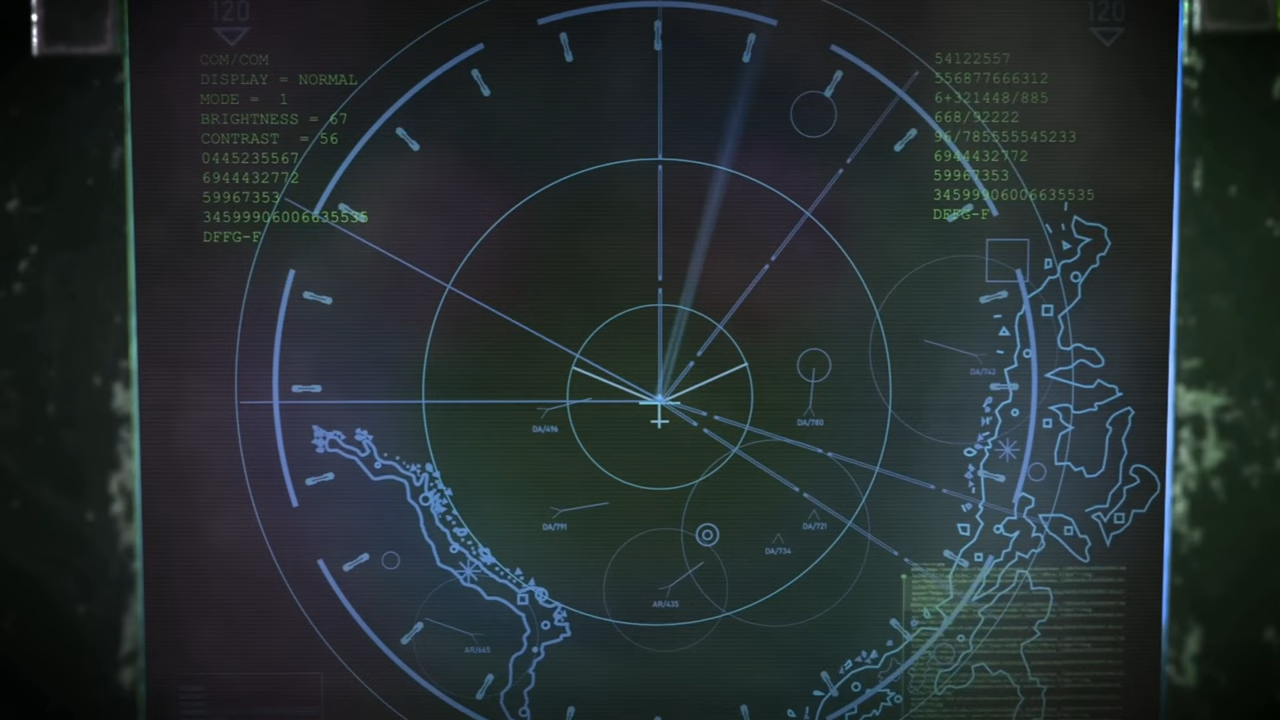 120
120
COM/COM
DISPLAY = NORMAL
MODE = 1
BRIGHTNESS = 67
CONTRAST = 56
0445235567
6944432772
59967353
34599906006635535
DFFG-F
54122557
556877666312
6+321448/885
668/92222
96/785555545233
6944432772
59967353
34599906006635535
DFFG-F
DA/742
DA/496
DA/780
DA/791
DA/721
DA/734
AR/435
AR/645